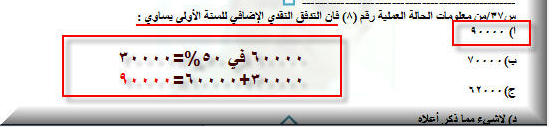 س٣٧/من معلومات الحالة العملية رقم (٨) فان التدفق النقدي الإضافي للسنة الأولى يساوي :
أ) ٩٠٠٠٠
٦٠٠٠٠ في ٥٠%=٣٠٠٠٠
٣٠٠٠٠+٦٠٠٠٠=٩٠٠٠٠
ب) ٧٠٠٠٠
ج) ٦٢٠٠٠
د) لاشيء مما ذكر أعلاه